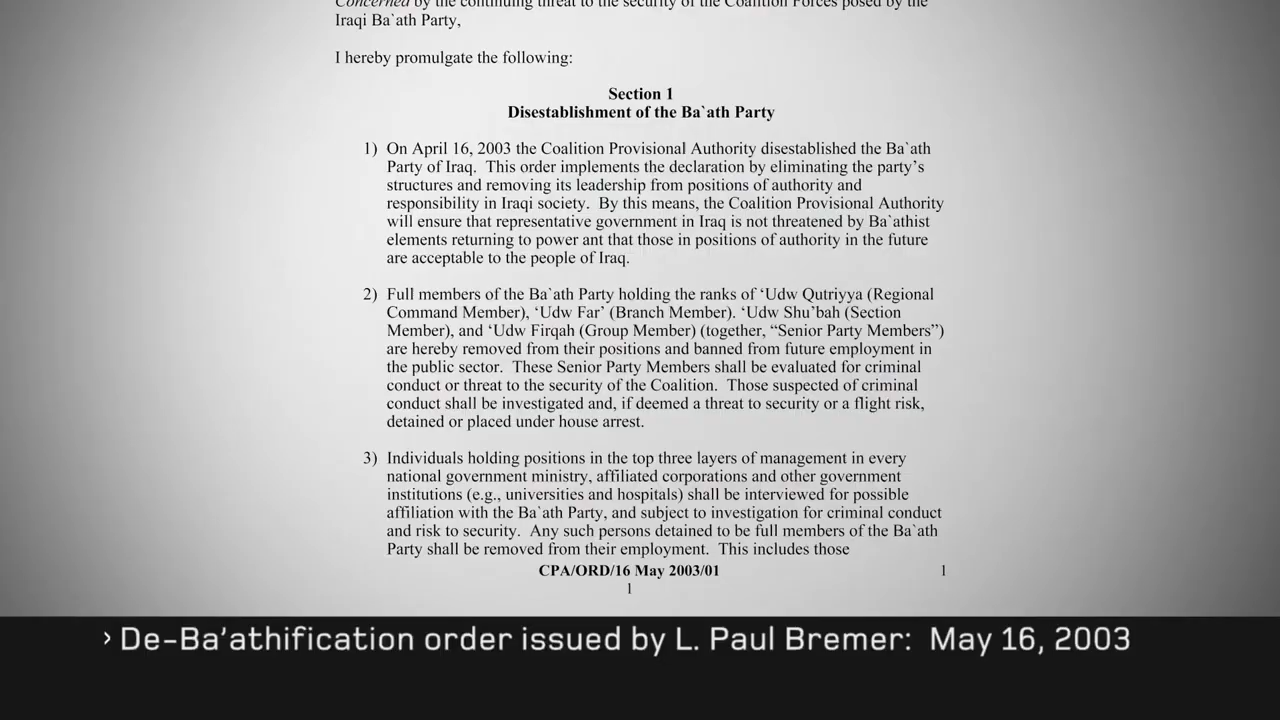 Concerned by the continuing threat to the security of the Coalition Forces posed by the
Iraqi Ba`ath Party,
I hereby promulgate the following:
Section 1
Disestablishment of the Ba`ath Party
1) On April 16, 2003 the Coalition Provisional Authority disestablished the Ba`ath
Party of Iraq. This order implements the declaration by eliminating the party’s
structures and removing its leadership from positions of authority and
responsibility in Iraqi society. By this means, the Coalition Provisional Authority
will ensure that representative government in Iraq is not threatened by Ba`athist
elements returning to power ant that those in positions of authority in the future
are acceptable to the people of Iraq.
2) Full members of the Ba`ath Party holding the ranks of ‘Udw Qutriyya (Regional
Command Member), ‘Udw Far’ (Branch Member). ‘Udw Shu’bah (Section
Member), and ‘Udw Firqah (Group Member) (together, “Senior Party Members”)
are hereby removed from their positions and banned from future employment in
the public sector. These Senior Party Members shall be evaluated for criminal
conduct or threat to the security of the Coalition. Those suspected of criminal
conduct shall be investigated and, if deemed a threat to security or a flight risk,
detained or placed under house arrest.
3) Individuals holding positions in the top three layers of management in every
national government ministry, affiliated corporations and other government
institutions (e.g., universities and hospitals) shall be interviewed for possible
affiliation with the Ba`ath Party, and subject to investigation for criminal conduct
and risk to security. Any such persons detained to be full members of the Ba`ath
Party shall be removed from their employment. This includes those
CPA/ORD/16 May 2003/01 1
1
› De-Ba’athification order issued by L. Paul Bremer: May 16, 2003